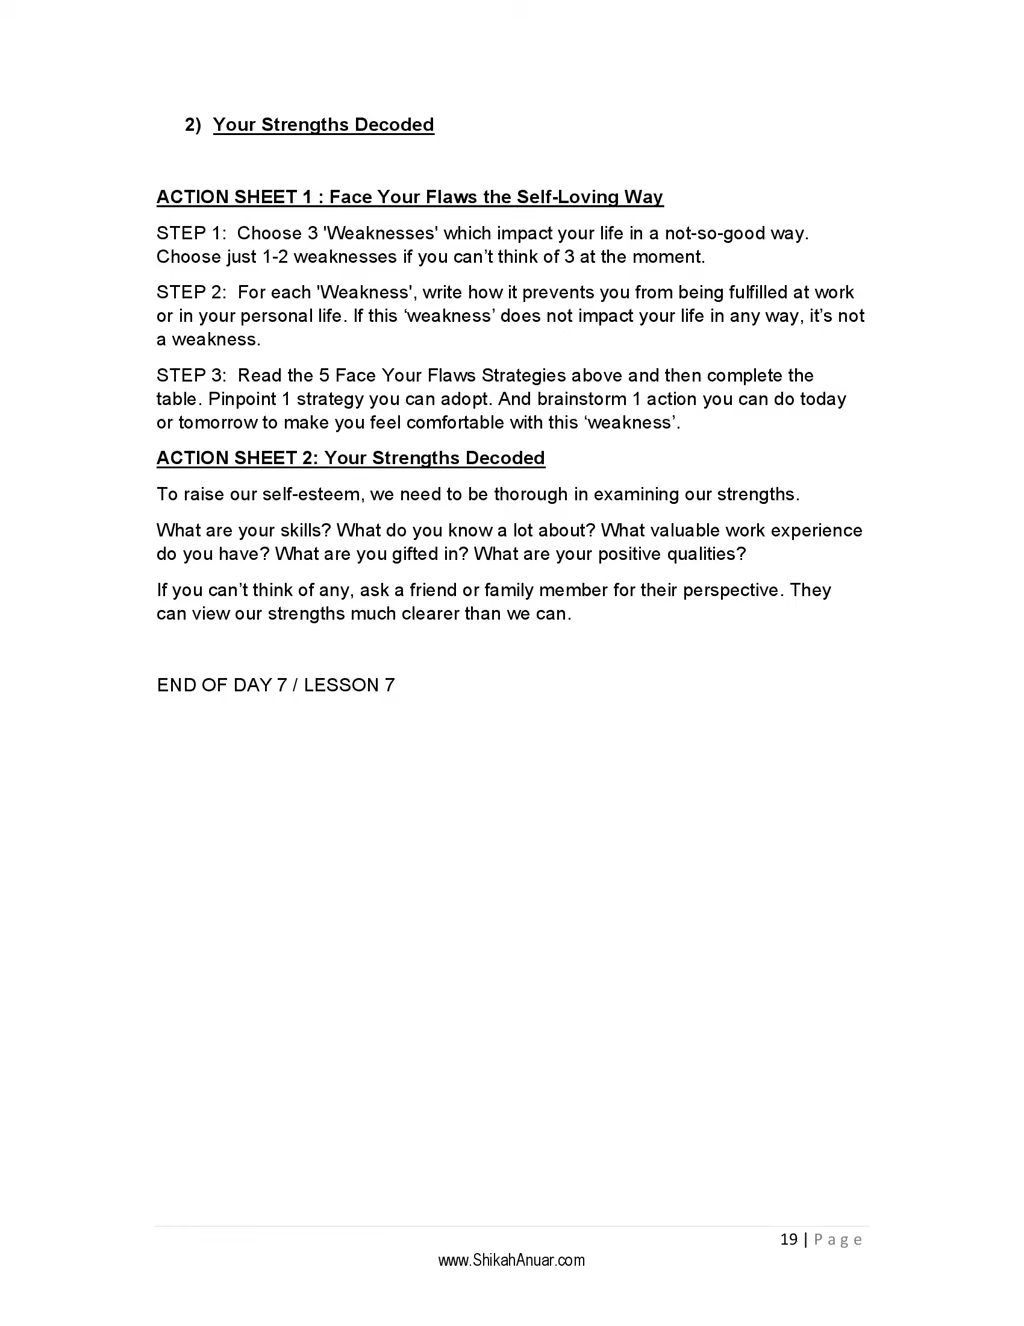 2) Your Strengths Decoded
ACTION SHEET 1 : Face Your Flaws the Self-Loving Way
STEP 1:  Choose 3 'Weaknesses' which impact your life in a not-so-good way.
Choose just 1-2 weaknesses if you can’t think of 3 at the moment.
STEP 2:  For each 'Weakness', write how it prevents you from being fulfilled at work
or in your personal life. If this ‘weakness’ does not impact your life in any way, it’s not
a weakness.
STEP 3:  Read the 5 Face Your Flaws Strategies above and then complete the
table. Pinpoint 1 strategy you can adopt. And brainstorm 1 action you can do today
or tomorrow to make you feel comfortable with this ‘weakness’.
ACTION SHEET 2: Your Strengths Decoded
To raise our self-esteem, we need to be thorough in examining our strengths.
What are your skills? What do you know a lot about? What valuable work experience
do you have? What are you gifted in? What are your positive qualities?
If you can’t think of any, ask a friend or family member for their perspective. They
can view our strengths much clearer than we can.
END OF DAY 7 / LESSON 7
19 | Page
www.ShikahAnuar.com